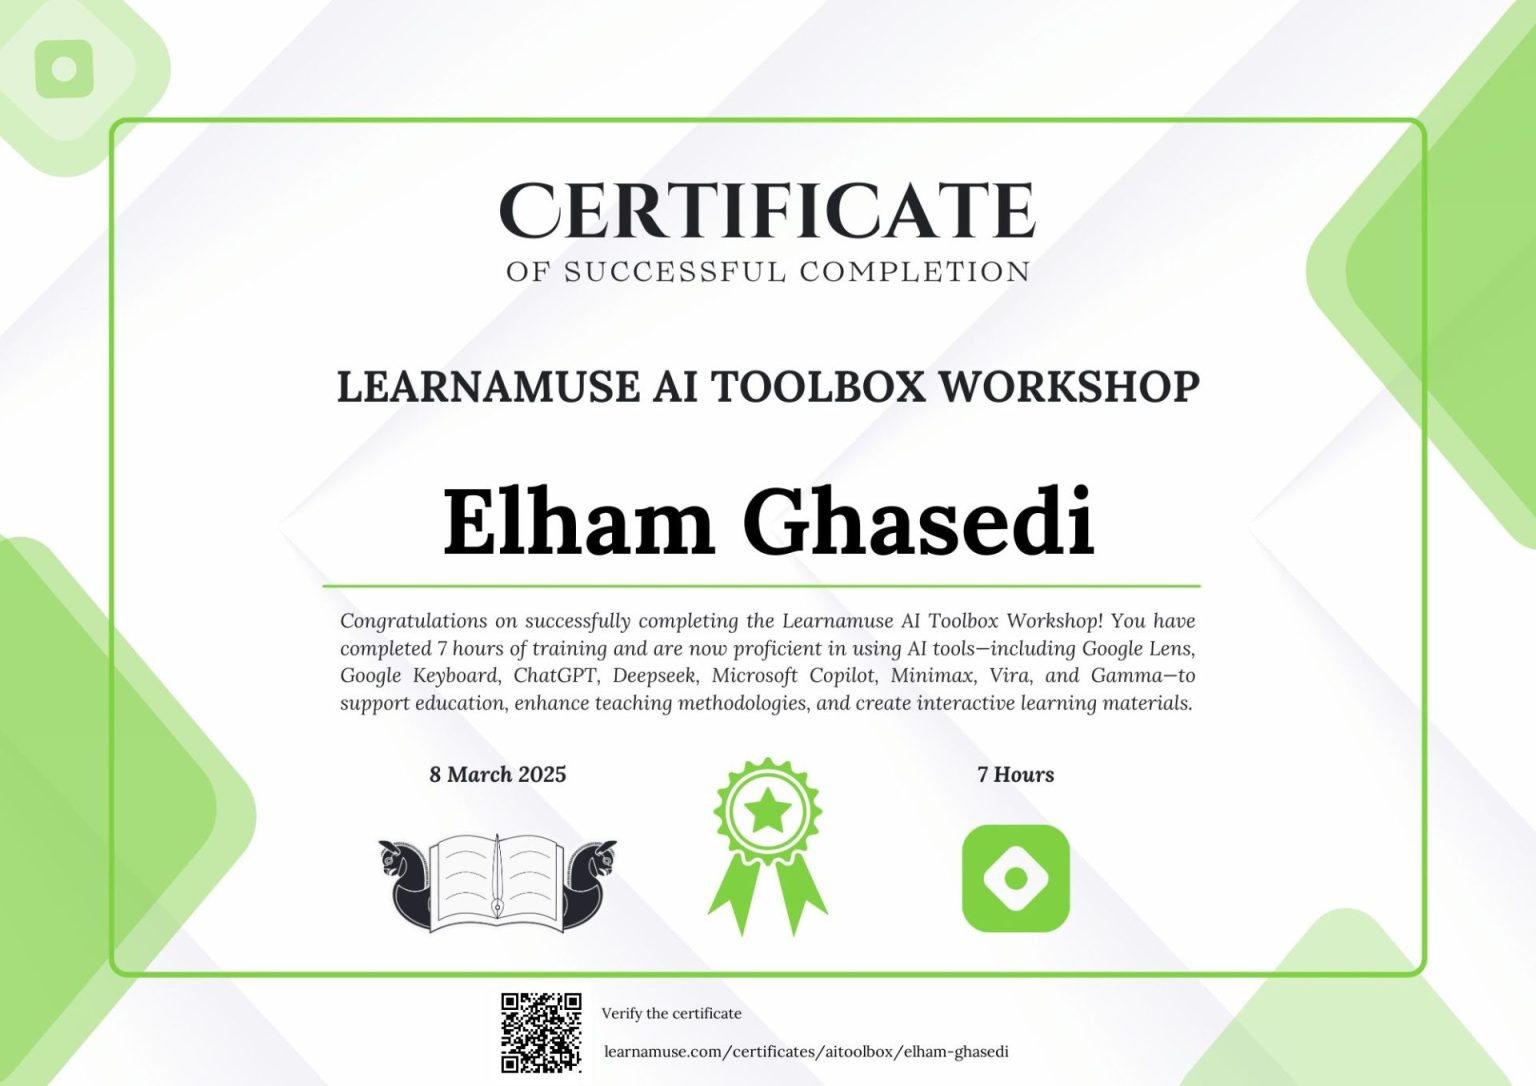 CERTIFICATE
OF SUCCESSFUL COMPLETION
LEARNAMUSE AI TOOLBOX WORKSHOP
Elham Ghasedi
Congratulations on successfully completing the Learnamuse AI Toolbox Workshop! You have
completed 7 hours of training and are now proficient in using AI tools—including Google Lens,
Google Keyboard, ChatGPT, Deepseek, Microsoft Copilot, Minimax, Vira, and Gamma—to
support education, enhance teaching methodologies, and create interactive learning materials.
8 March 2025
7 Hours
Verify the certificate
learnamuse.com/certificates/aitoolbox/elham-ghasedi